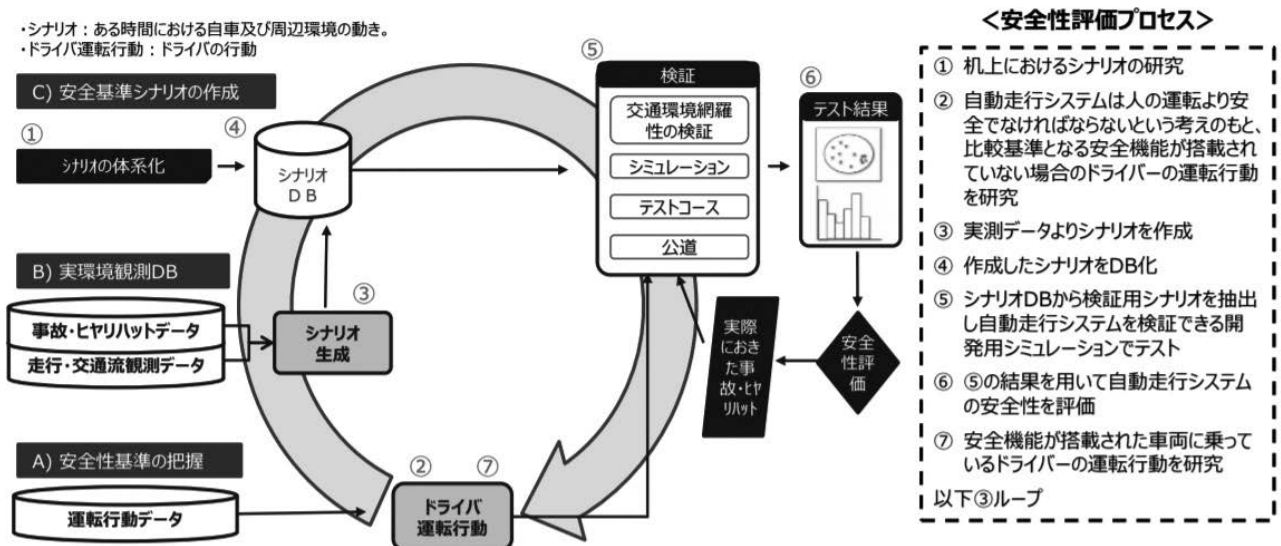 ・シナリオ：ある時間における自車及び周辺環境の動き。
・ドライバ運転行動：ドライバの行動
C) 安全基準シナリオの作成
①
シナリオの体系化
④
シナリオ
ＤＢ
B) 実環境観測DB
事故・ヒヤリハットデータ
走行・交通流観測データ
③
シナリオ
生成
A) 安全性基準の把握
運転行動データ
②
⑦
ドライバ
運転行動
⑤
検証
交通環境網羅
性の検証
シミュレーション
テストコース
公道
⑥
テスト結果
安全
性評
価
実際
におき
た事
故・ヒヤ
リハット
＜安全性評価プロセス＞
① 机上におけるシナリオの研究
② 自動走行システムは人の運転より安
全でなければならないという考えのもと、
比較基準となる安全機能が搭載され
ていない場合のドライバーの運転行動
を研究
③ 実測データよりシナリオを作成
④ 作成したシナリオをDB化
⑤ シナリオDBから検証用シナリオを抽出
し自動走行システムを検証できる開
発用シミュレーションでテスト
⑥ ⑤の結果を用いて自動走行システム
の安全性を評価
⑦ 安全機能が搭載された車両に乗って
いるドライバーの運転行動を研究
以下③ループ